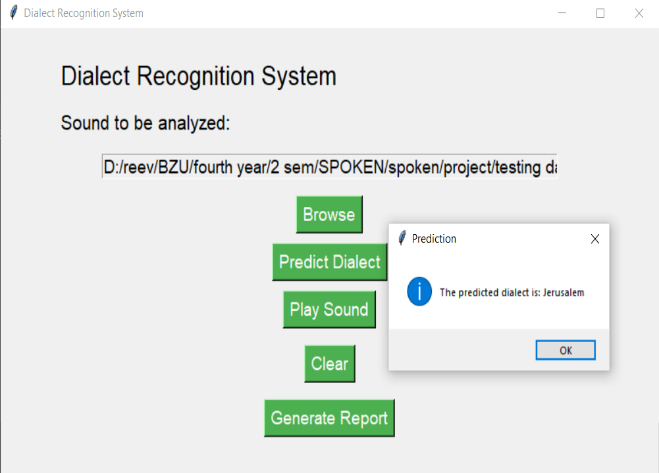 Dialect Recognition System
Dialect Recognition System
Sound to be analyzed:
D:/reev/BZU/fourth year/2 sem/SPOKEN/spoken/project/testing
Browse
Predict Dialect
Play Sound
Clear
Generate Report
Prediction
The predicted dialect is: Jerusalem
OK